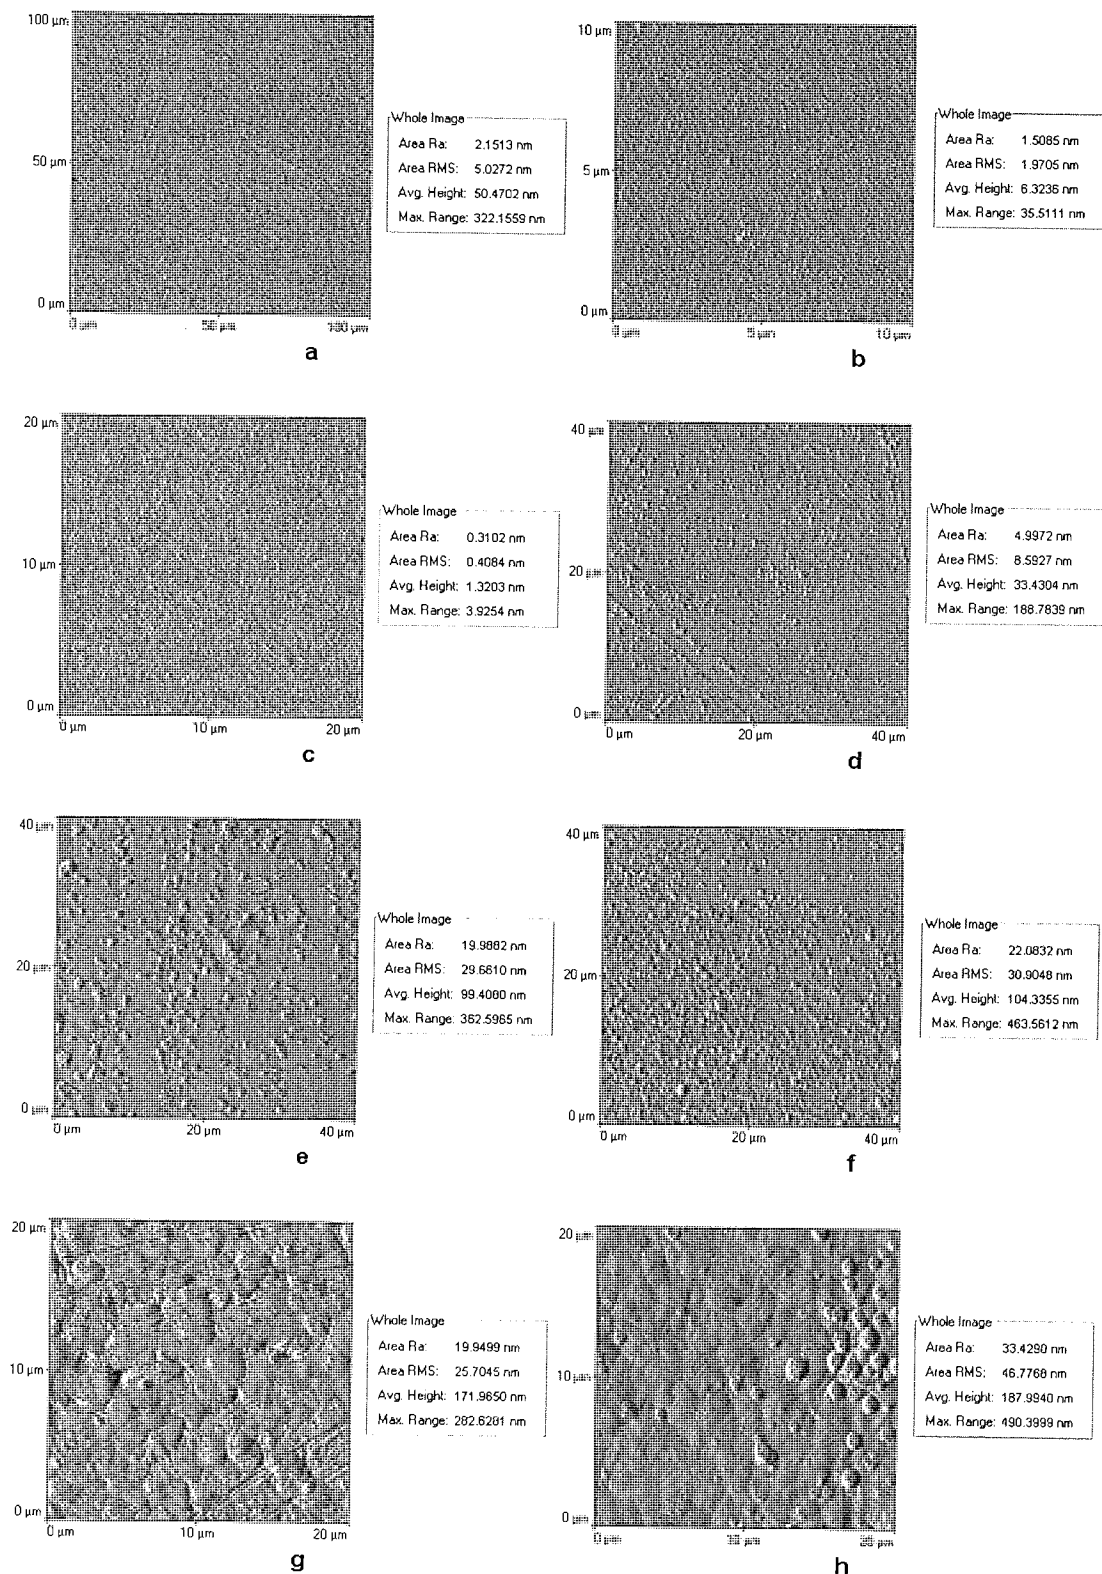 100 µm
50 µm
0 µm
0 µm 50 µm 100 µm
Whole Image
Area Ra: 2.1513 nm
Area RMS: 5.0272 nm
Avg. Height: 50.4702 nm
Max. Range: 322.1559 nm
a
10 µm
5 µm
0 µm
0 µm 5 µm 10 µm
Whole Image
Area Ra: 1.5085 nm
Area RMS: 1.9705 nm
Avg. Height: 6.3236 nm
Max. Range: 35.5111 nm
b
20 µm
10 µm
0 µm
0 µm 10 µm 20 µm
Whole Image
Area Ra: 0.3102 nm
Area RMS: 0.4084 nm
Avg. Height: 1.3203 nm
Max. Range: 3.9254 nm
c
40 µm
20 µm
0 µm
0 µm 20 µm 40 µm
Whole Image
Area Ra: 4.9972 nm
Area RMS: 8.5927 nm
Avg. Height: 33.4304 nm
Max. Range: 188.7839 nm
d
40 µm
20 µm
0 µm
0 µm 20 µm 40 µm
Whole Image
Area Ra: 19.9882 nm
Area RMS: 29.6610 nm
Avg. Height: 99.4080 nm
Max. Range: 362.5965 nm
e
40 µm
20 µm
0 µm
0 µm 20 µm 40 µm
Whole Image
Area Ra: 22.0832 nm
Area RMS: 30.9048 nm
Avg. Height: 104.3355 nm
Max. Range: 463.5612 nm
f
20 µm
10 µm
0 µm
0 µm 10 µm 20 µm
Whole Image
Area Ra: 19.9499 nm
Area RMS: 25.7045 nm
Avg. Height: 171.9650 nm
Max. Range: 282.6281 nm
g
20 µm
10 µm
0 µm
0 µm 10 µm 20 µm
Whole Image
Area Ra: 33.4290 nm
Area RMS: 46.7768 nm
Avg. Height: 187.9940 nm
Max. Range: 490.3999 nm
h